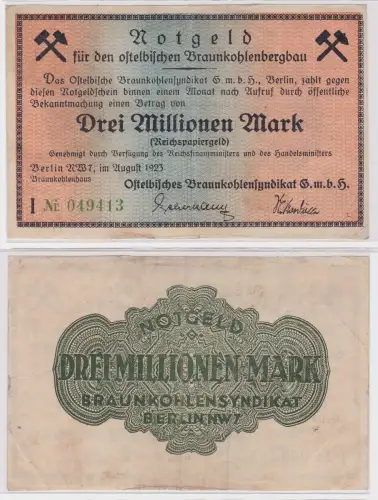 Notgeld
für den ostelbischen Braunkohlenbergbau
Das Ostelbische Braunkohlensyndikat G.m.b.H., Berlin, zahlt gegen
diesen Notgeldschein binnen einem Monat nach Aufruf durch öffentliche
Bekanntmachung einen Betrag von
Drei Millionen Mark
(Reichspapiergeld)
Genehmigt durch Verfügung des Reichsfinanzministers und des Handelsministers
Berlin NW7, im August 1923
Braunkohlenhaus
Ostelbisches Braunkohlensyndikat G.m.b.H.
I Nr. 049413
NOTGELD
DREI MILLIONEN MARK
BRAUNKOHLENSYNDIKAT
BERLIN NW7